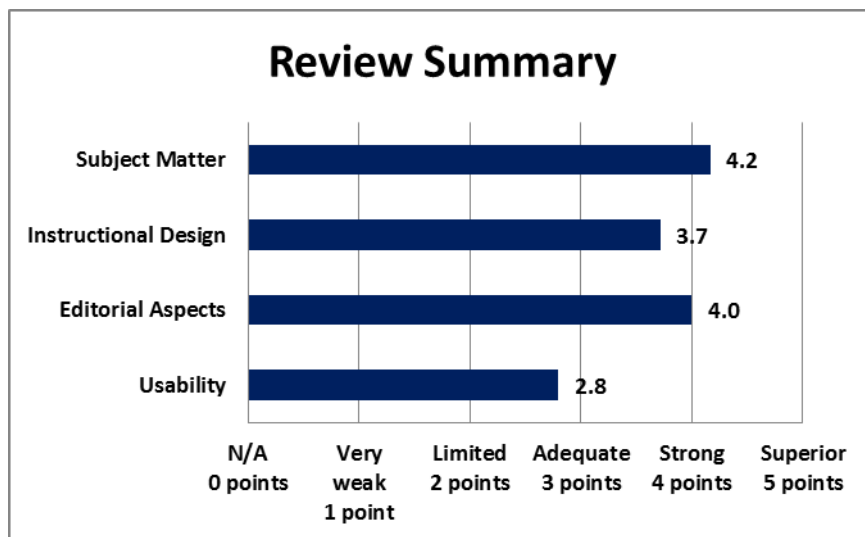 Review Summary
Subject Matter
4.2
Instructional Design
3.7
Editorial Aspects
4.0
Usability
2.8
N/A
0 points
Very
weak
1 point
Limited
2 points
Adequate
3 points
Strong
4 points
Superior
5 points